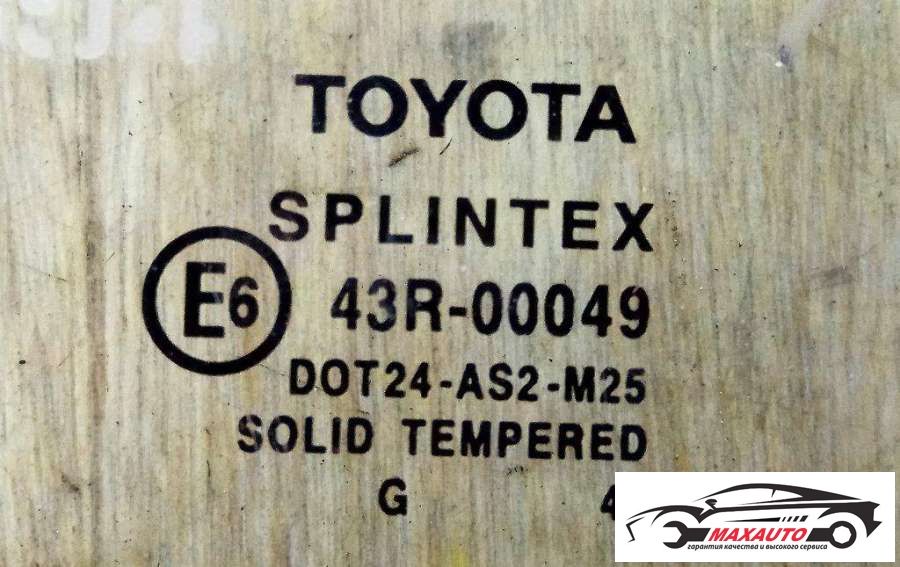 TOYOTA
SPLINTEX
E6 43R-00049
DOT24-AS2-M25
SOLID TEMPERED
G 4
MAXAUTO
гарантия качества и высокого сервиса